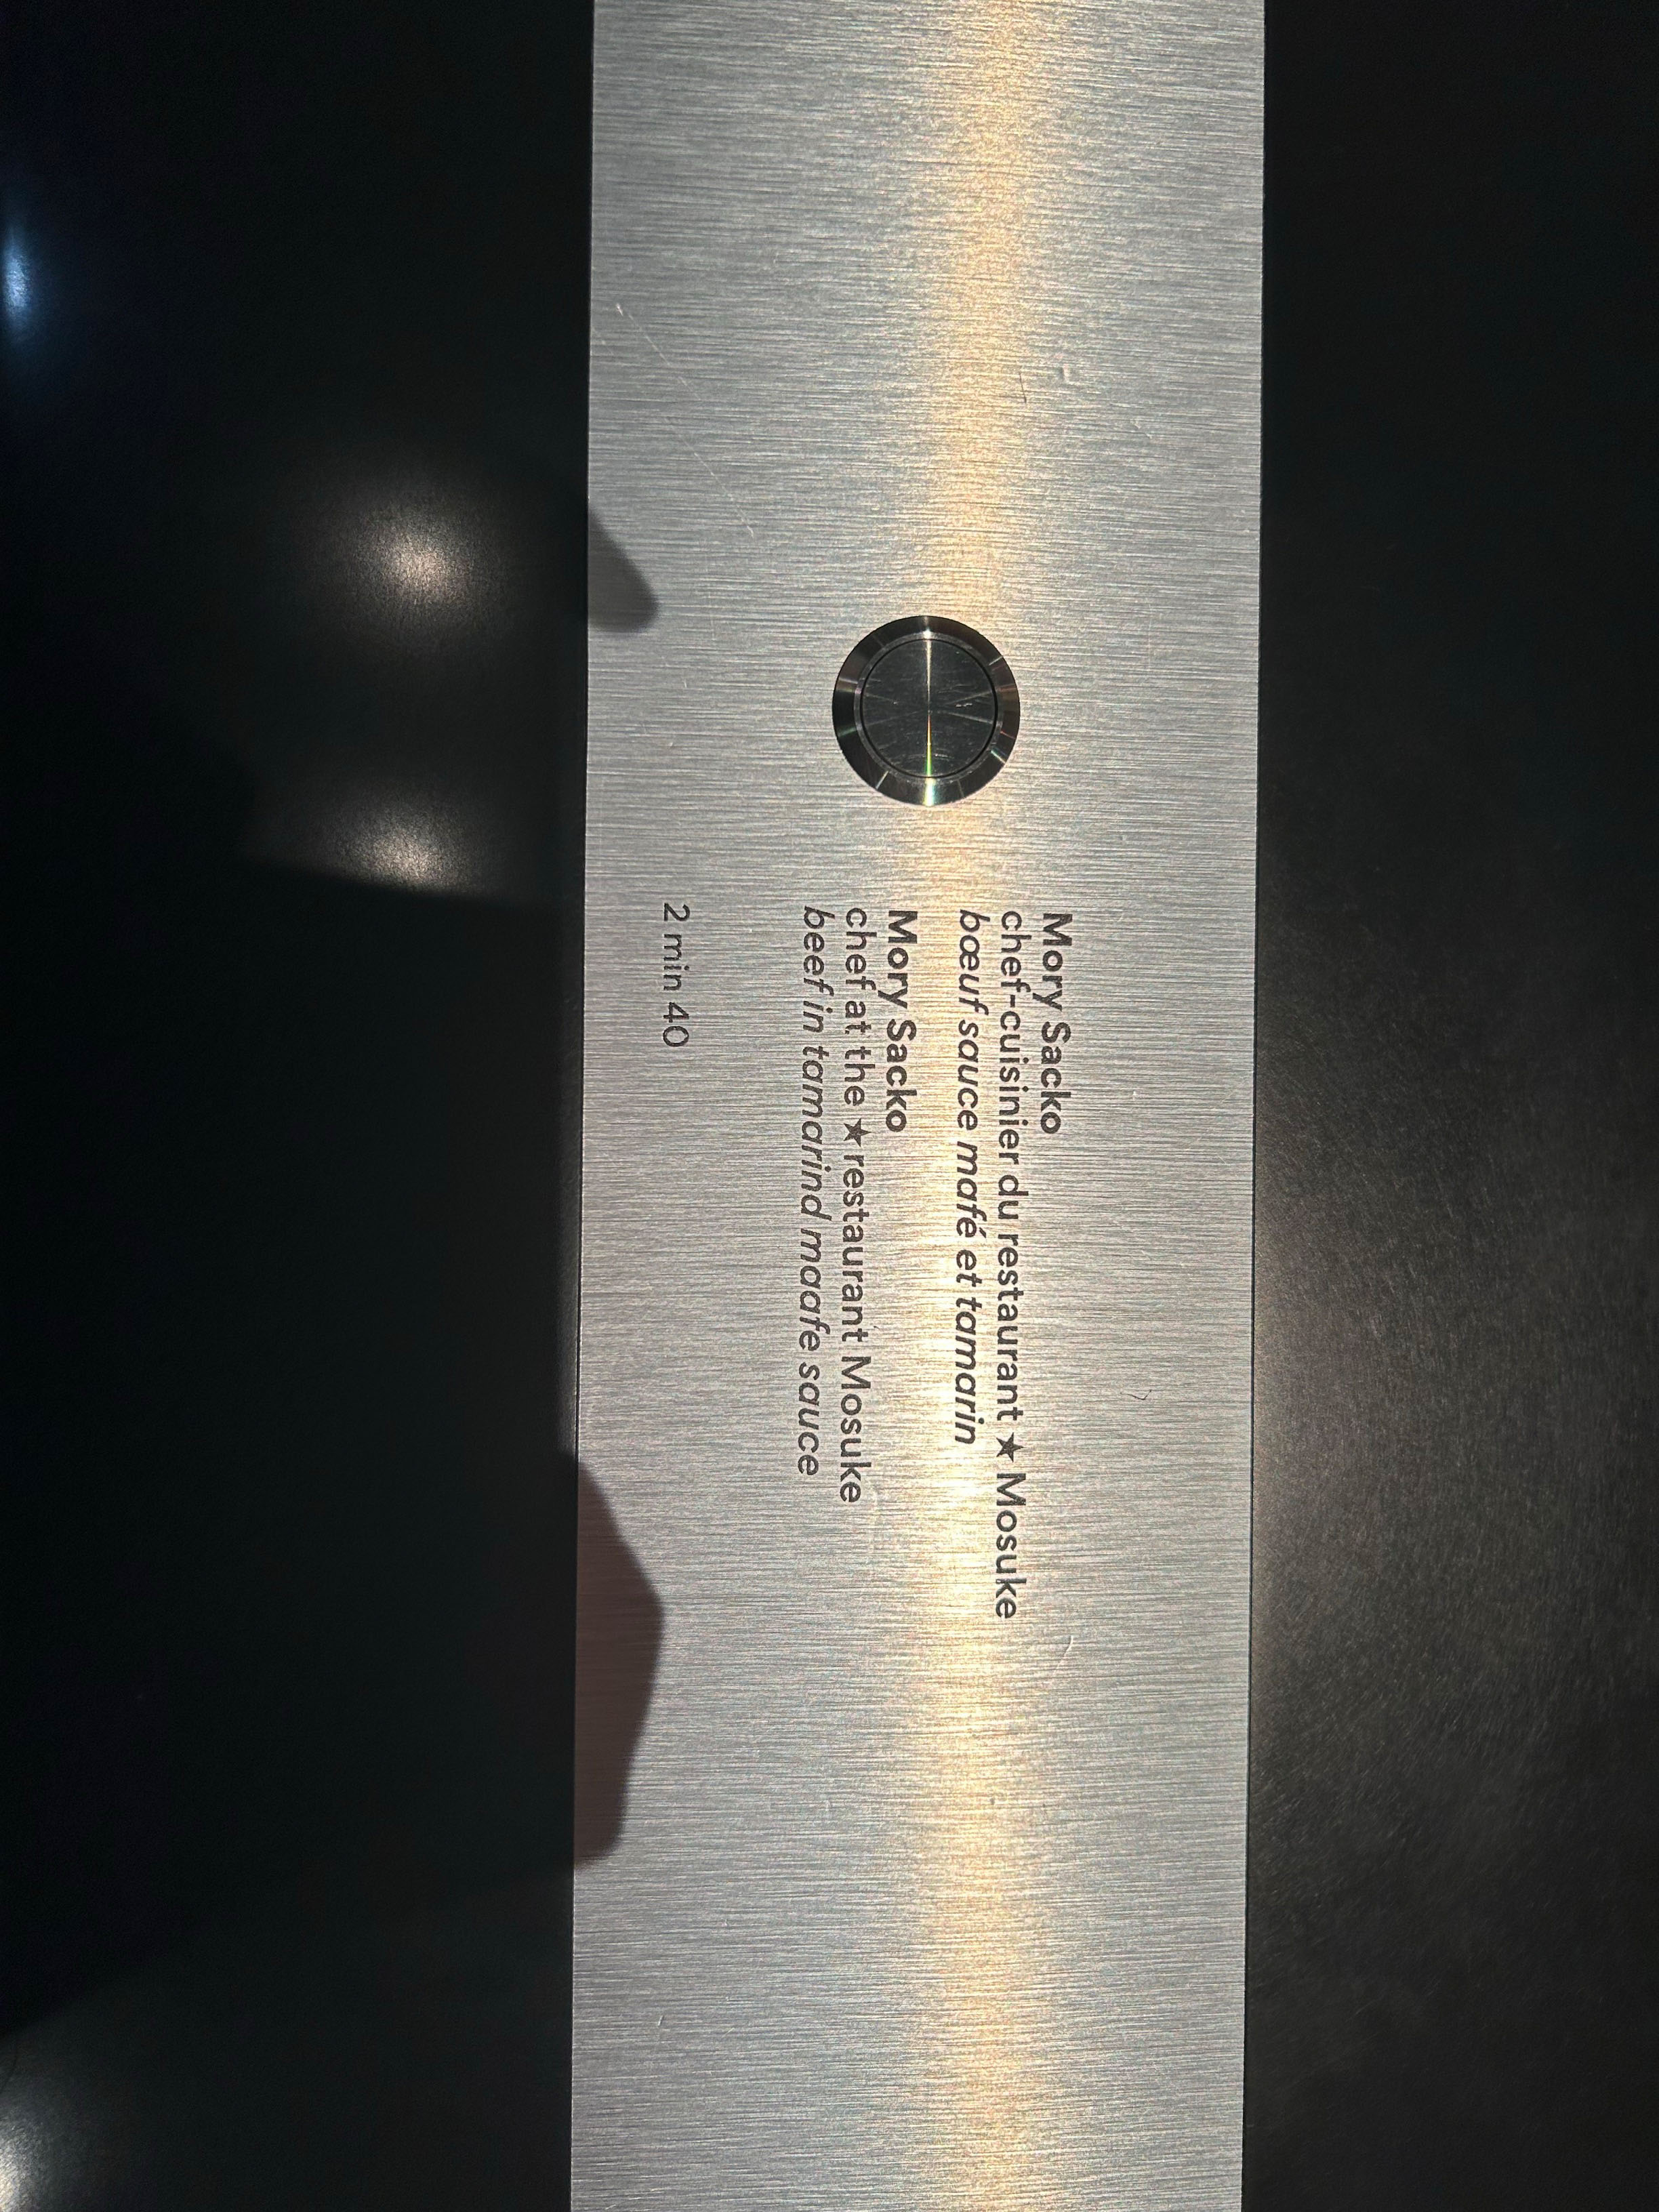 Mory Sacko
chef-cuisinier du restaurant ★ Mosuke
bœuf sauce mafé et tamarin
Mory Sacko
chef at the ★ restaurant Mosuke
beef in tamarind maafe sauce
2 min 40